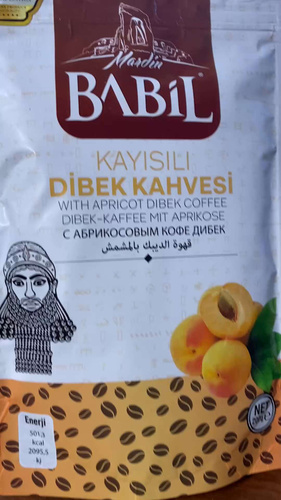 Mardin
BABİL
KAYISILI
DİBEK KAHVESİ
WITH APRICOT DIBEK COFFEE
DIBEK-KAFFEE MIT APRIKOSE
С АБРИКОСОВЫМ КОФЕ ДИБЕК
قهوة الديبك بالمشمش
Enerji
501,3
kcal
2095,5
kj
NET